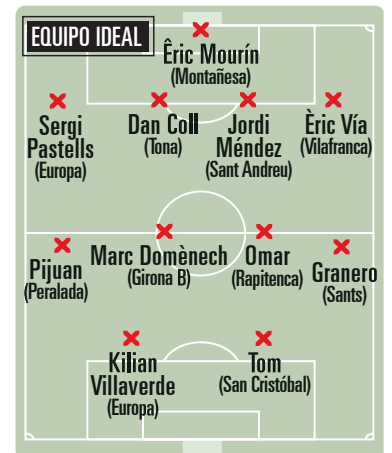 EQUIPO IDEAL
Êric Mourín
(Montañesa)
Sergi
Pastells
(Europa)
Dan Coll
(Tona)
Jordi
Méndez
(Sant Andreu)
Èric Vía
(Vilafranca)
Pijuan
(Peralada)
Marc Domènech
(Girona B)
Omar
(Rapitenca)
Granero
(Sants)
Kilian
Villaverde
(Europa)
Tom
(San Cristóbal)